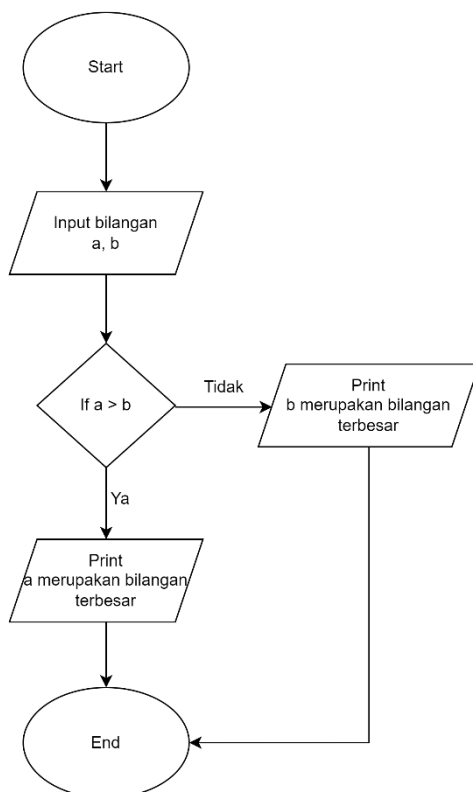 Start
Input bilangan
a, b
If a > b
Tidak
Print
b merupakan bilangan
terbesar
Ya
Print
a merupakan bilangan
terbesar
End